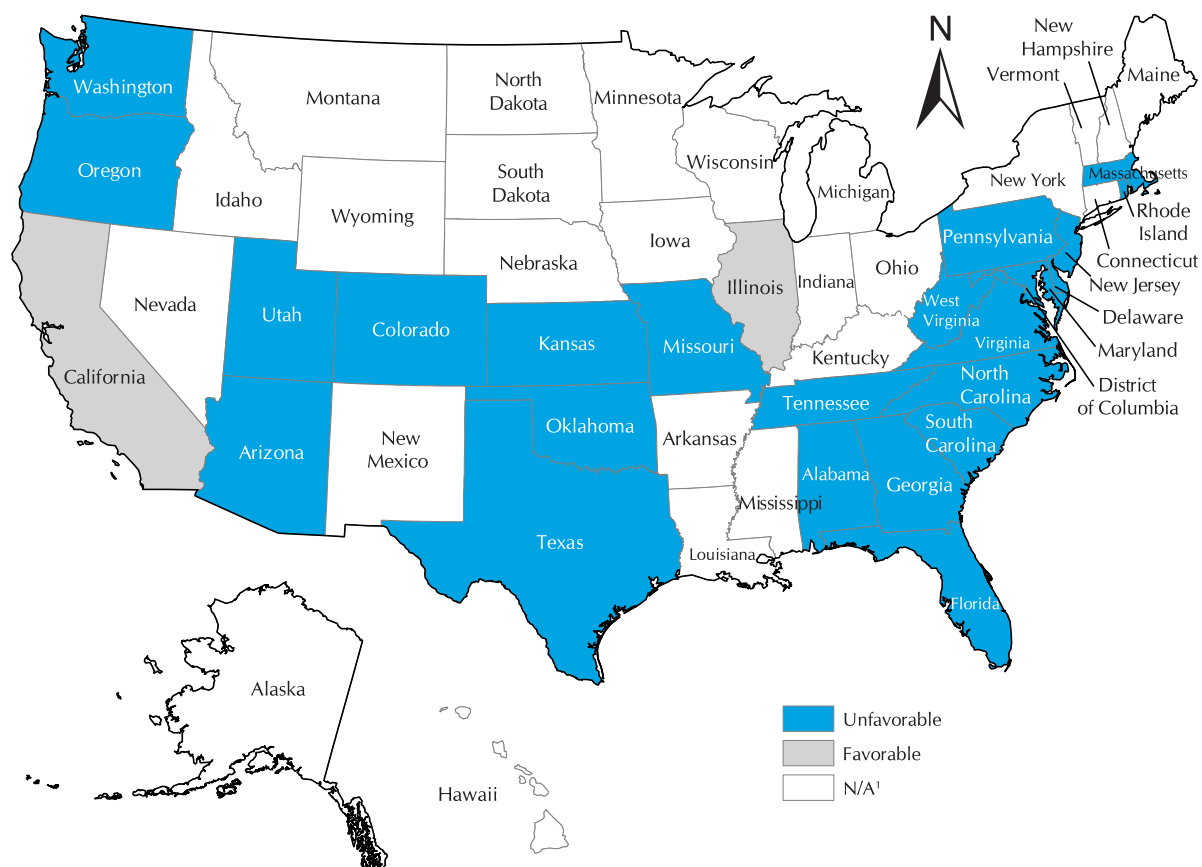 N
New
Hampshire
Vermont
Maine
Washington
Montana
North
Dakota
Minnesota
Oregon
Idaho
South
Dakota
Wisconsin
Michigan
New York
Massachusetts
Wyoming
Rhode
Island
Iowa
Pennsylvania
Connecticut
Nebraska
Ohio
Nevada
Illinois
Indiana
New Jersey
Utah
Colorado
West
Virginia
Delaware
Kansas
Missouri
Virginia
Maryland
Kentucky
California
District
of Columbia
North
Carolina
Tennessee
Oklahoma
South
Carolina
Arizona
New
Mexico
Arkansas
Alabama
Georgia
Mississippi
Texas
Louisiana
Florida
Alaska
Hawaii
Unfavorable
Favorable
N/A¹